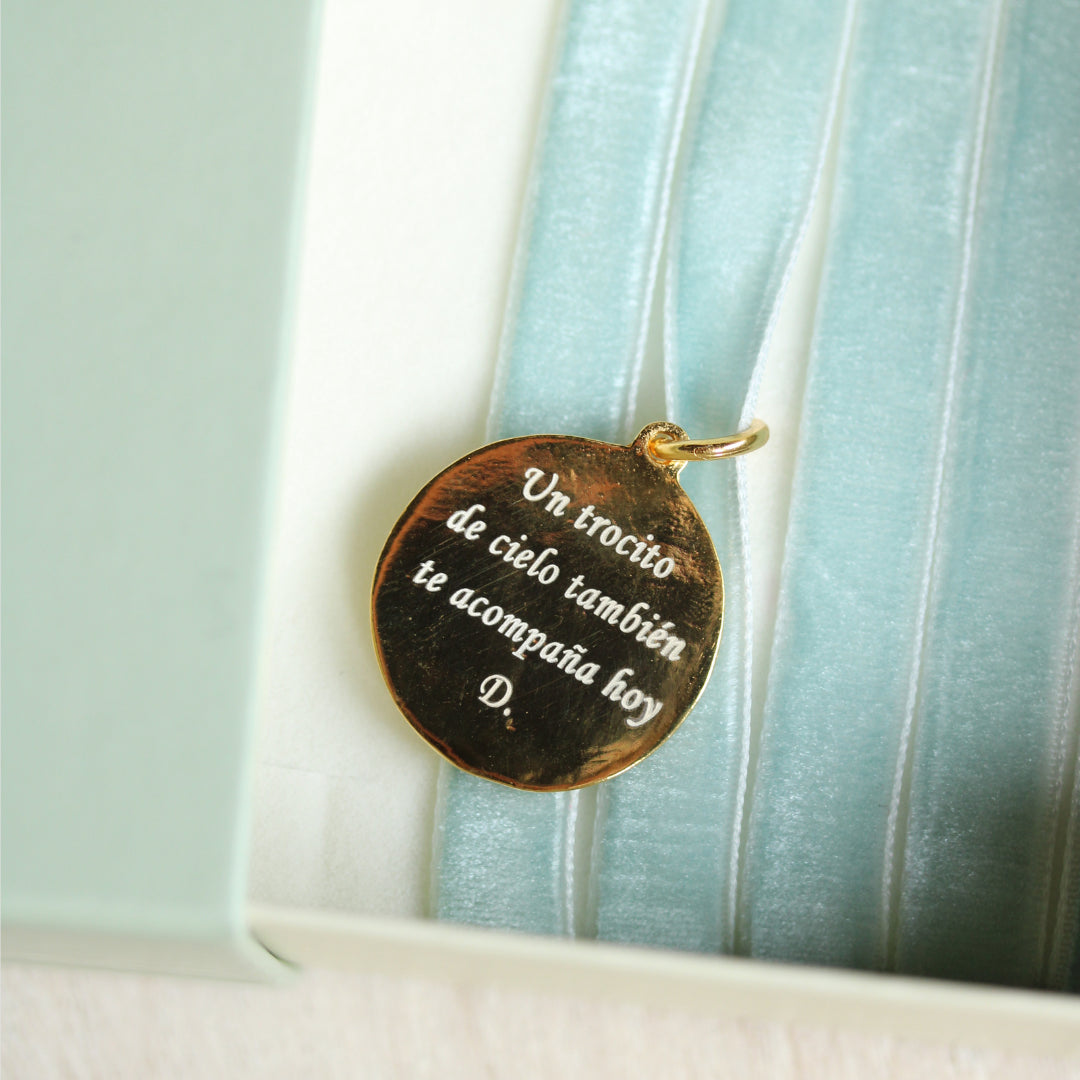 Un trocito
de cielo también
te acompaña hoy
D.